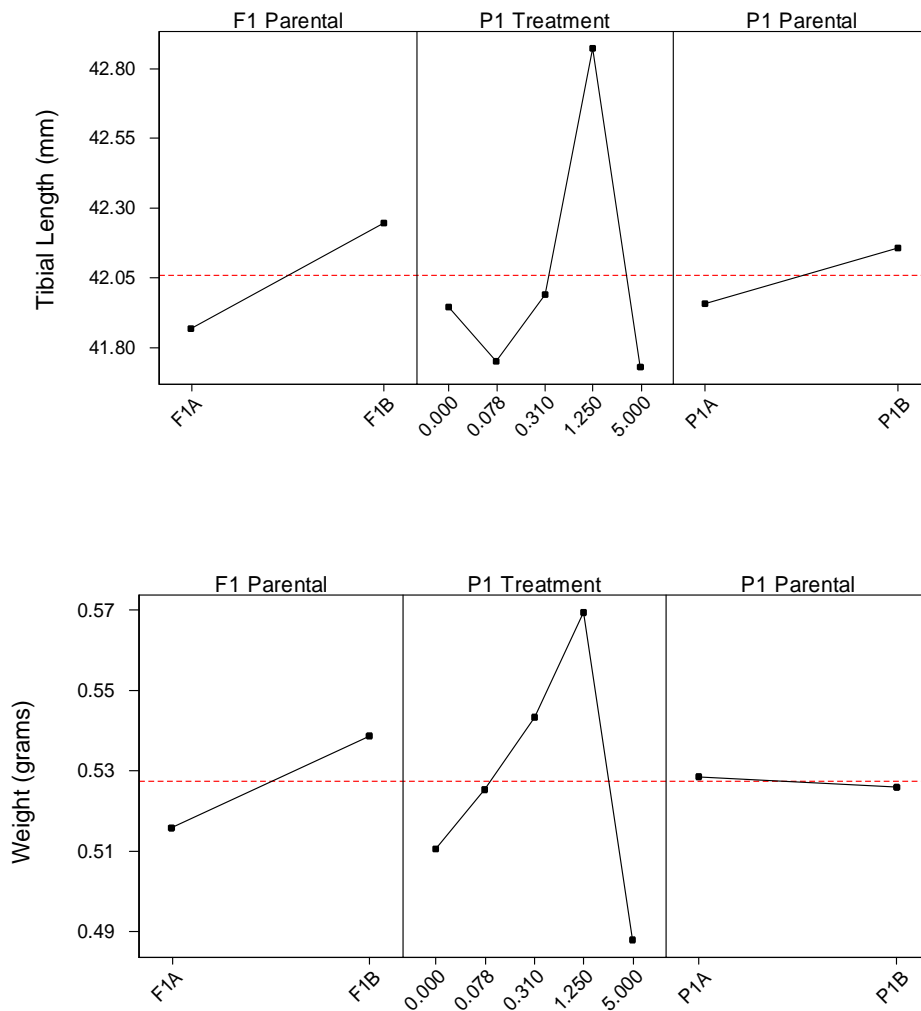 F1 Parental P1 Treatment P1 Parental
Tibial Length (mm)
42.80
42.55
42.30
42.05
41.80
F1A F1B 0.000 0.078 0.310 1.250 5.000 P1A P1B
F1 Parental P1 Treatment P1 Parental
Weight (grams)
0.57
0.55
0.53
0.51
0.49
F1A F1B 0.000 0.078 0.310 1.250 5.000 P1A P1B